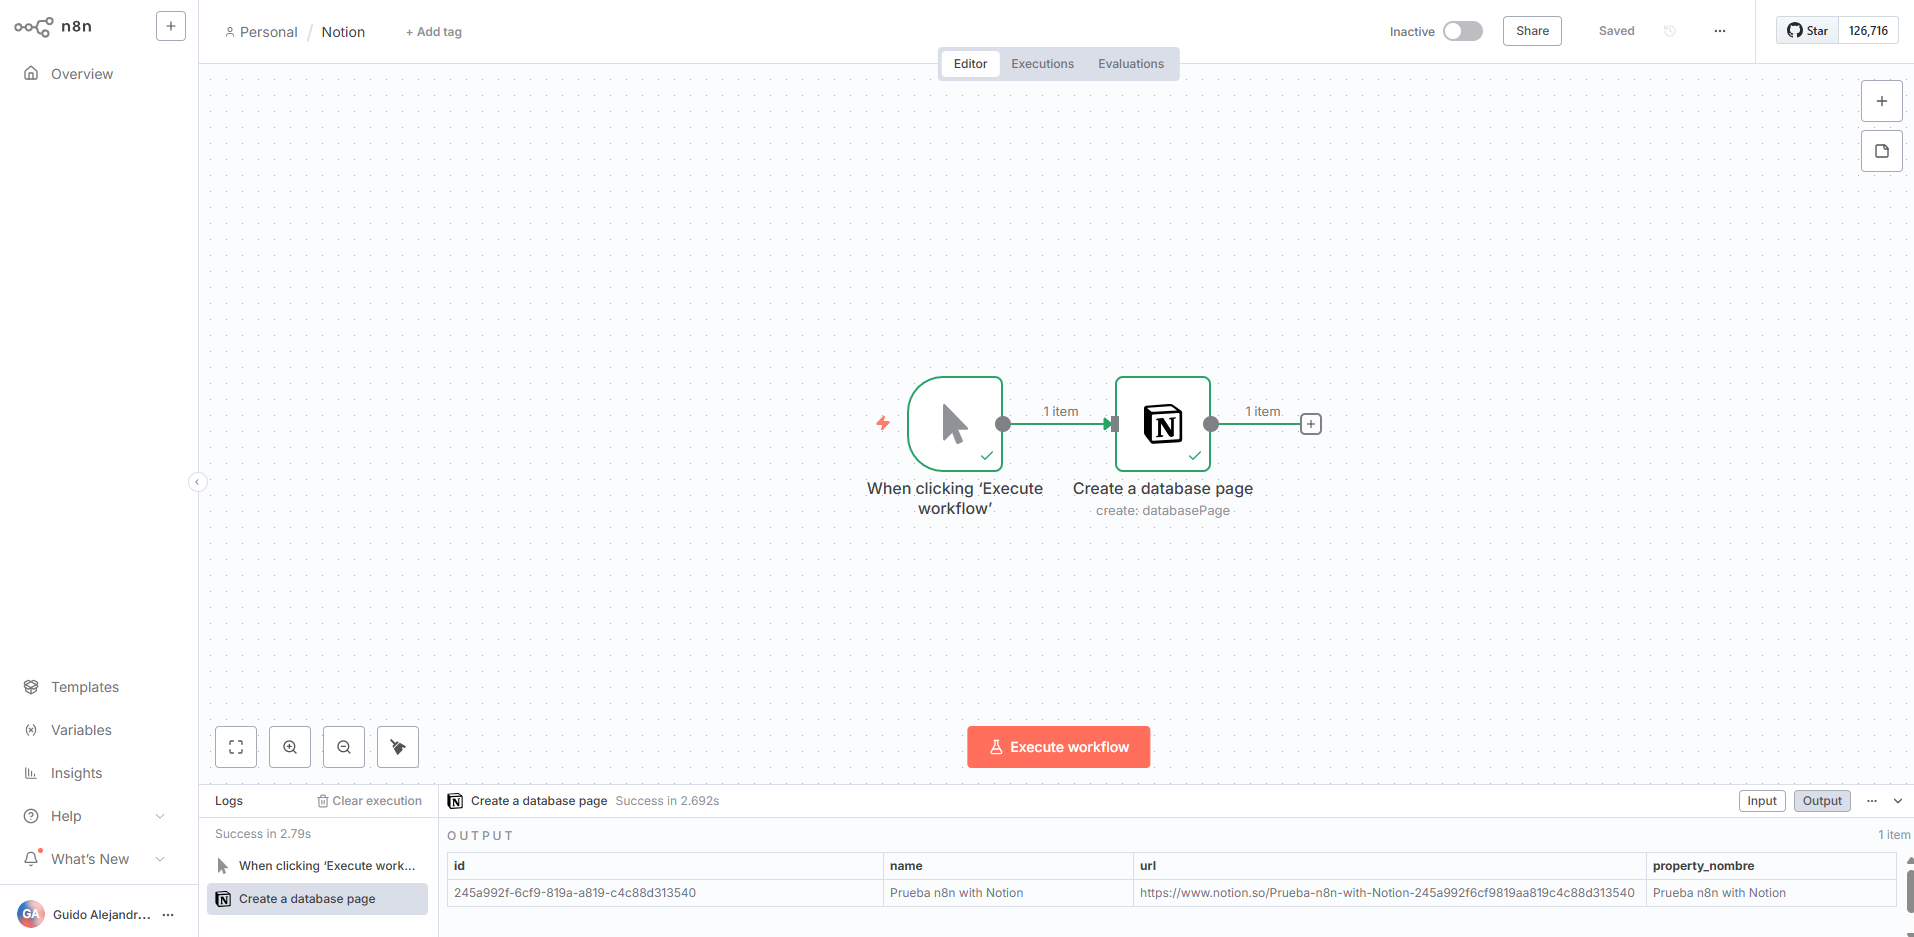 n8n
+
Personal / Notion + Add tag
Inactive Share Saved ... Star 126,716
Editor Executions Evaluations
Overview
1 item 1 item
When clicking ‘Execute workflow’
Create a database page
create: databasePage
Execute workflow
Templates
Variables
Insights
Help
What’s New
GA Guido Alejandr... ...
Logs Clear execution
Success in 2.79s
When clicking ‘Execute work...
Create a database page
Create a database page Success in 2.692s Input Output ...
OUTPUT 1 item
id name url property_nombre
245a992f-6cf9-819a-a819-c4c88d313540 Prueba n8n with Notion https://www.notion.so/Prueba-n8n-with-Notion-245a992f6cf9819aa819c4c88d313540 Prueba n8n with Notion